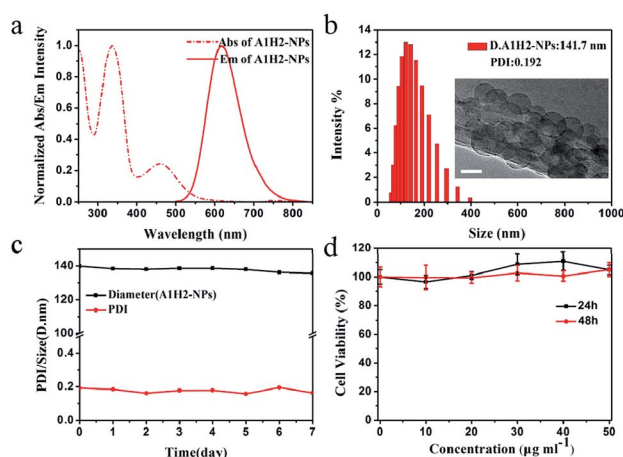 a
Abs of A1H2-NPs
Em of A1H2-NPs
Normalized Abs/Em Intensity
1.0
0.8
0.6
0.4
0.2
0.0
300 400 500 600 700 800
Wavelength (nm)
b
D.A1H2-NPs:141.7 nm
PDI:0.192
Intensity %
14
12
10
8
6
4
2
0
0 200 400 600 800 1000
Size (nm)
c
Diameter(A1H2-NPs)
PDI
PDI/Size(D.nm)
140
130
0.4
0.2
0.0
0 1 2 3 4 5 6 7
Time(day)
d
24h
48h
Cell Viability (%)
120
100
80
60
40
20
0
0 10 20 30 40 50
Concentration (μg ml-1)